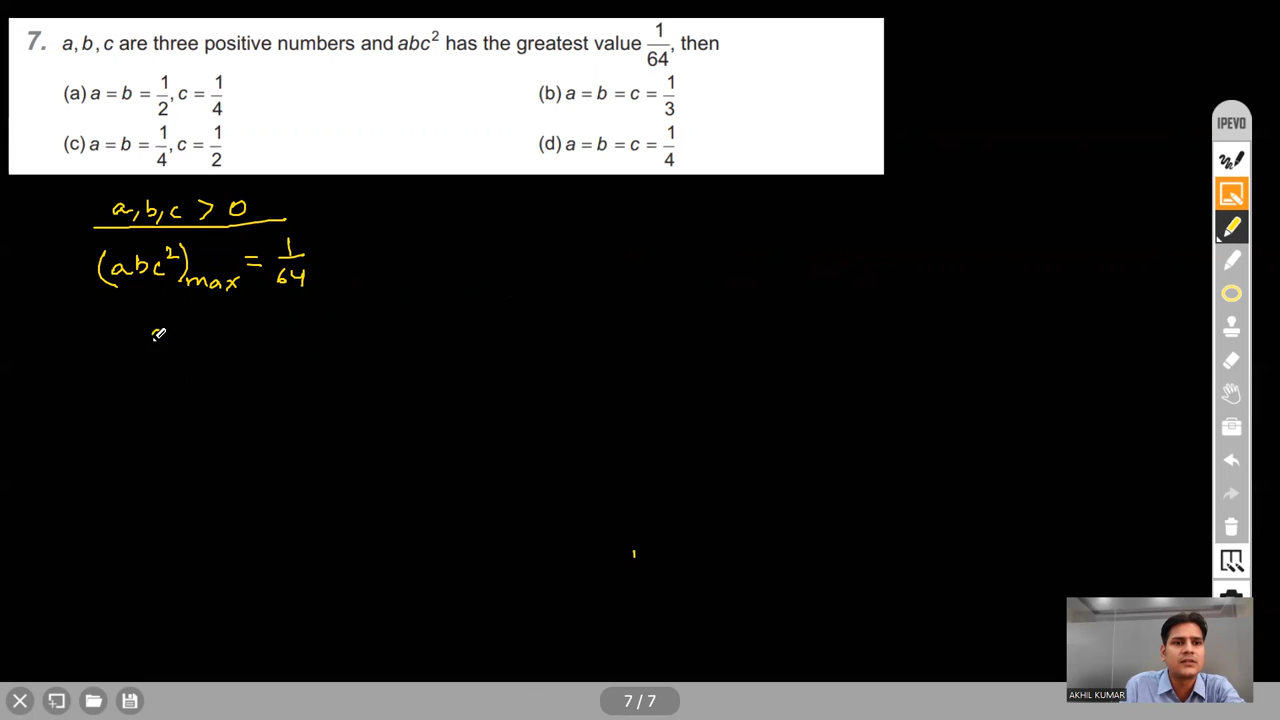 7. a, b, c are three positive numbers and abc² has the greatest value 1/64, then
(a) a = b = 1/2, c = 1/4
(b) a = b = c = 1/3
(c) a = b = 1/4, c = 1/2
(d) a = b = c = 1/4
a, b, c > 0
(abc²)max = 1/64
IPEVO
AKHIL KUMAR
7 / 7